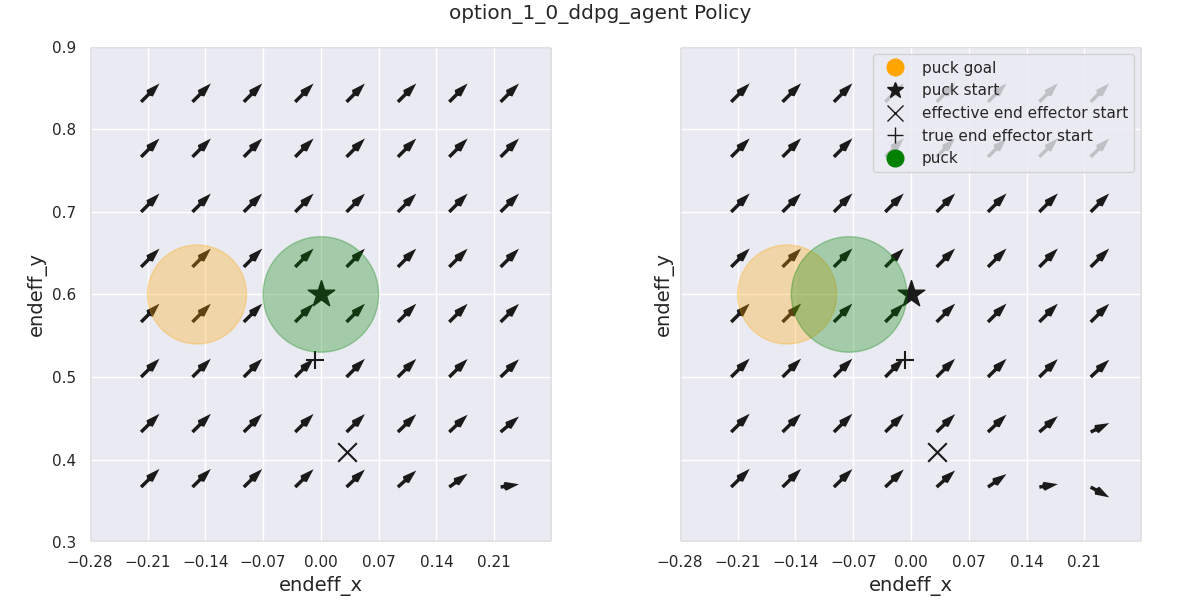 option_1_0_ddpg_agent Policy
0.9
0.8
0.7
0.6
0.5
0.4
0.3
endeff_y
−0.28 −0.21 −0.14 −0.07 0.00 0.07 0.14 0.21
endeff_x
puck goal
puck start
effective end effector start
true end effector start
puck
endeff_y
−0.28 −0.21 −0.14 −0.07 0.00 0.07 0.14 0.21
endeff_x